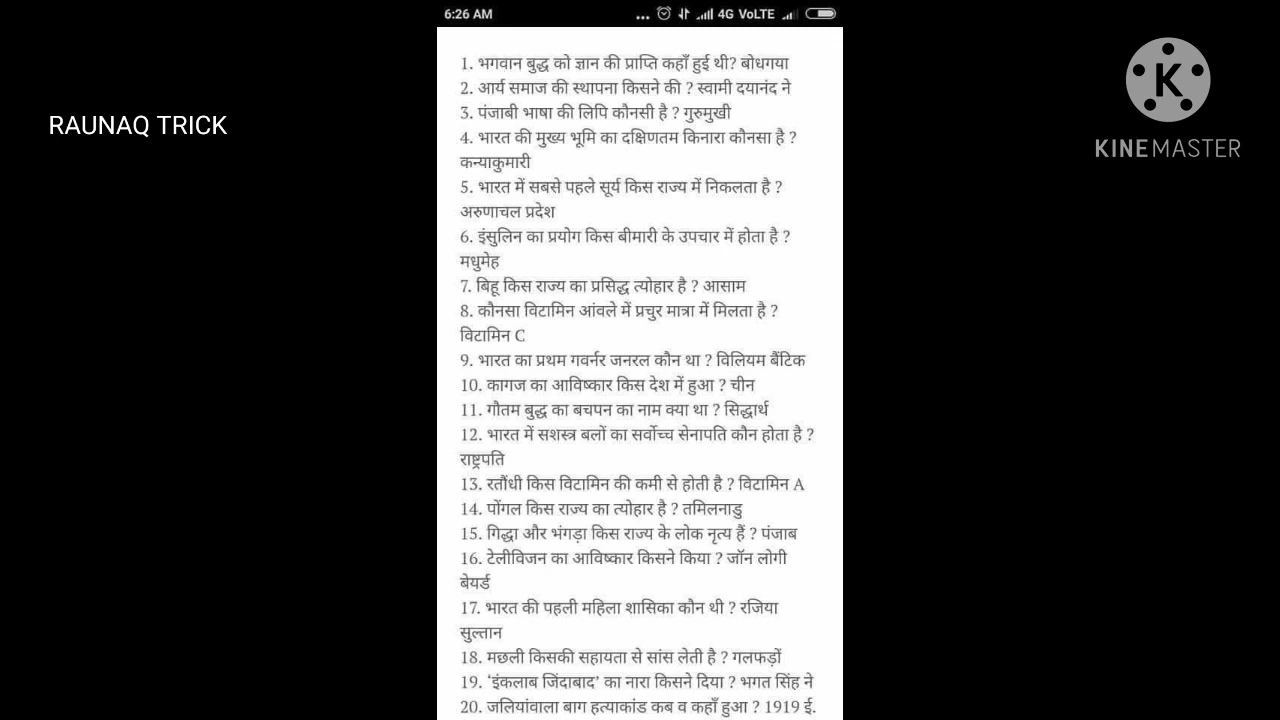 6:26 AM
... 4G VoLTE
RAUNAQ TRICK
K
KINEMASTER
1. भगवान बुद्ध को ज्ञान की प्राप्ति कहाँ हुई थी? बोधगया
2. आर्य समाज की स्थापना किसने की ? स्वामी दयानंद ने
3. पंजाबी भाषा की लिपि कौनसी है ? गुरुमुखी
4. भारत की मुख्य भूमि का दक्षिणतम किनारा कौनसा है ?
कन्याकुमारी
5. भारत में सबसे पहले सूर्य किस राज्य में निकलता है ?
अरुणाचल प्रदेश
6. इंसुलिन का प्रयोग किस बीमारी के उपचार में होता है ?
मधुमेह
7. बिहू किस राज्य का प्रसिद्ध त्योहार है ? आसाम
8. कौनसा विटामिन आंवले में प्रचुर मात्रा में मिलता है ?
विटामिन C
9. भारत का प्रथम गवर्नर जनरल कौन था ? विलियम बैंटिक
10. कागज का आविष्कार किस देश में हुआ ? चीन
11. गौतम बुद्ध का बचपन का नाम क्या था ? सिद्धार्थ
12. भारत में सशस्त्र बलों का सर्वोच्च सेनापति कौन होता है ?
राष्ट्रपति
13. रतौंधी किस विटामिन की कमी से होती है ? विटामिन A
14. पोंगल किस राज्य का त्योहार है ? तमिलनाडु
15. गिद्धा और भंगड़ा किस राज्य के लोक नृत्य हैं ? पंजाब
16. टेलीविजन का आविष्कार किसने किया ? जॉन लोगी
बेयर्ड
17. भारत की पहली महिला शासिका कौन थी ? रजिया
सुल्तान
18. मछली किसकी सहायता से सांस लेती है ? गलफड़ों
19. ‘इंकलाब जिंदाबाद’ का नारा किसने दिया ? भगत सिंह ने
20. जलियांवाला बाग हत्याकांड कब व कहाँ हुआ ? 1919 ई.